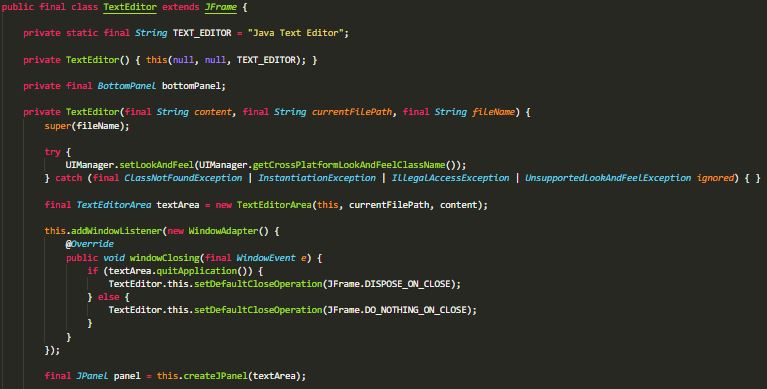 public final class TextEditor extends JFrame {
private static final String TEXT_EDITOR = "Java Text Editor";
private TextEditor() { this(null, null, TEXT_EDITOR); }
private final BottomPanel bottomPanel;
private TextEditor(final String content, final String currentFilePath, final String fileName) {
super(fileName);
try {
UIManager.setLookAndFeel(UIManager.getCrossPlatformLookAndFeelClassName());
} catch (final ClassNotFoundException | InstantiationException | IllegalAccessException | UnsupportedLookAndFeelException ignored) { }
final TextEditorArea textArea = new TextEditorArea(this, currentFilePath, content);
this.addWindowListener(new WindowAdapter() {
@Override
public void windowClosing(final WindowEvent e) {
if (textArea.quitApplication()) {
TextEditor.this.setDefaultCloseOperation(JFrame.DISPOSE_ON_CLOSE);
} else {
TextEditor.this.setDefaultCloseOperation(JFrame.DO_NOTHING_ON_CLOSE);
}
}
});
final JPanel panel = this.createJPanel(textArea);